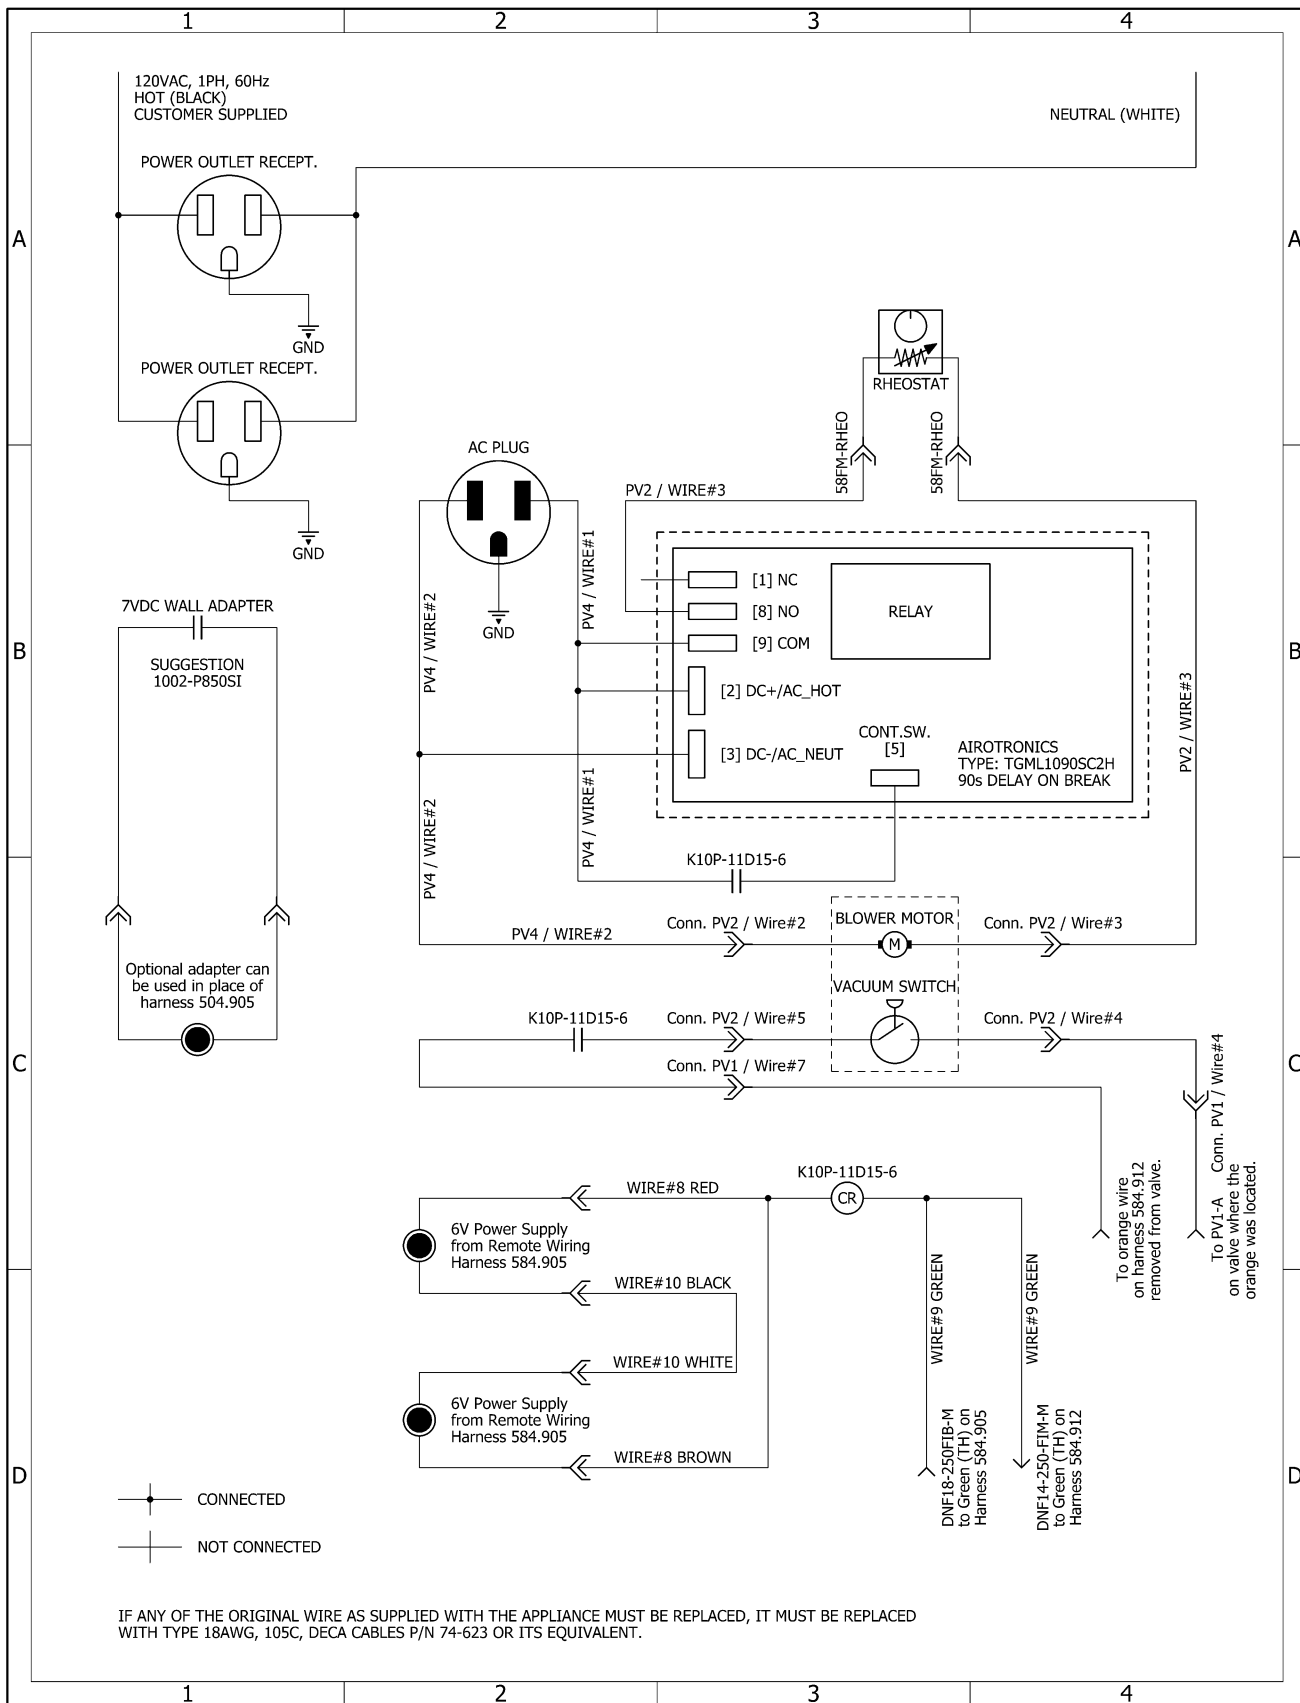 1 2 3 4
120VAC, 1PH, 60Hz
HOT (BLACK)
CUSTOMER SUPPLIED
NEUTRAL (WHITE)
POWER OUTLET RECEPT.
A
A
GND
POWER OUTLET RECEPT.
GND
RHEOSTAT
58FM-RHEO
58FM-RHEO
AC PLUG
PV2 / WIRE#3
PV4 / WIRE#1
PV4 / WIRE#2
GND
[1] NC
[8] NO
[9] COM
RELAY
[2] DC+/AC_HOT
[3] DC-/AC_NEUT
CONT.SW.
[5]
AIROTRONICS
TYPE: TGML1090SC2H
90s DELAY ON BREAK
PV2 / WIRE#3
7VDC WALL ADAPTER
SUGGESTION
1002-P850SI
B
B
PV4 / WIRE#2
PV4 / WIRE#1
K10P-11D15-6
PV4 / WIRE#2
Conn. PV2 / Wire#2
BLOWER MOTOR
M
Conn. PV2 / Wire#3
Optional adapter can
be used in place of
harness 504.905
VACUUM SWITCH
K10P-11D15-6
Conn. PV2 / Wire#5
Conn. PV2 / Wire#4
Conn. PV1 / Wire#7
C
C
To orange wire
on harness 584.912
removed from valve.
To PV1-A Conn. PV1 / Wire#4
on valve where the
orange was located.
K10P-11D15-6
CR
WIRE#8 RED
6V Power Supply
from Remote Wiring
Harness 584.905
WIRE#10 BLACK
WIRE#9 GREEN
WIRE#9 GREEN
WIRE#10 WHITE
6V Power Supply
from Remote Wiring
Harness 584.905
WIRE#8 BROWN
DNF18-250FIB-M
to Green (TH) on
Harness 584.905
DNF14-250-FIM-M
to Green (TH) on
Harness 584.912
D
D
CONNECTED
NOT CONNECTED
IF ANY OF THE ORIGINAL WIRE AS SUPPLIED WITH THE APPLIANCE MUST BE REPLACED, IT MUST BE REPLACED
WITH TYPE 18AWG, 105C, DECA CABLES P/N 74-623 OR ITS EQUIVALENT.
1 2 3 4